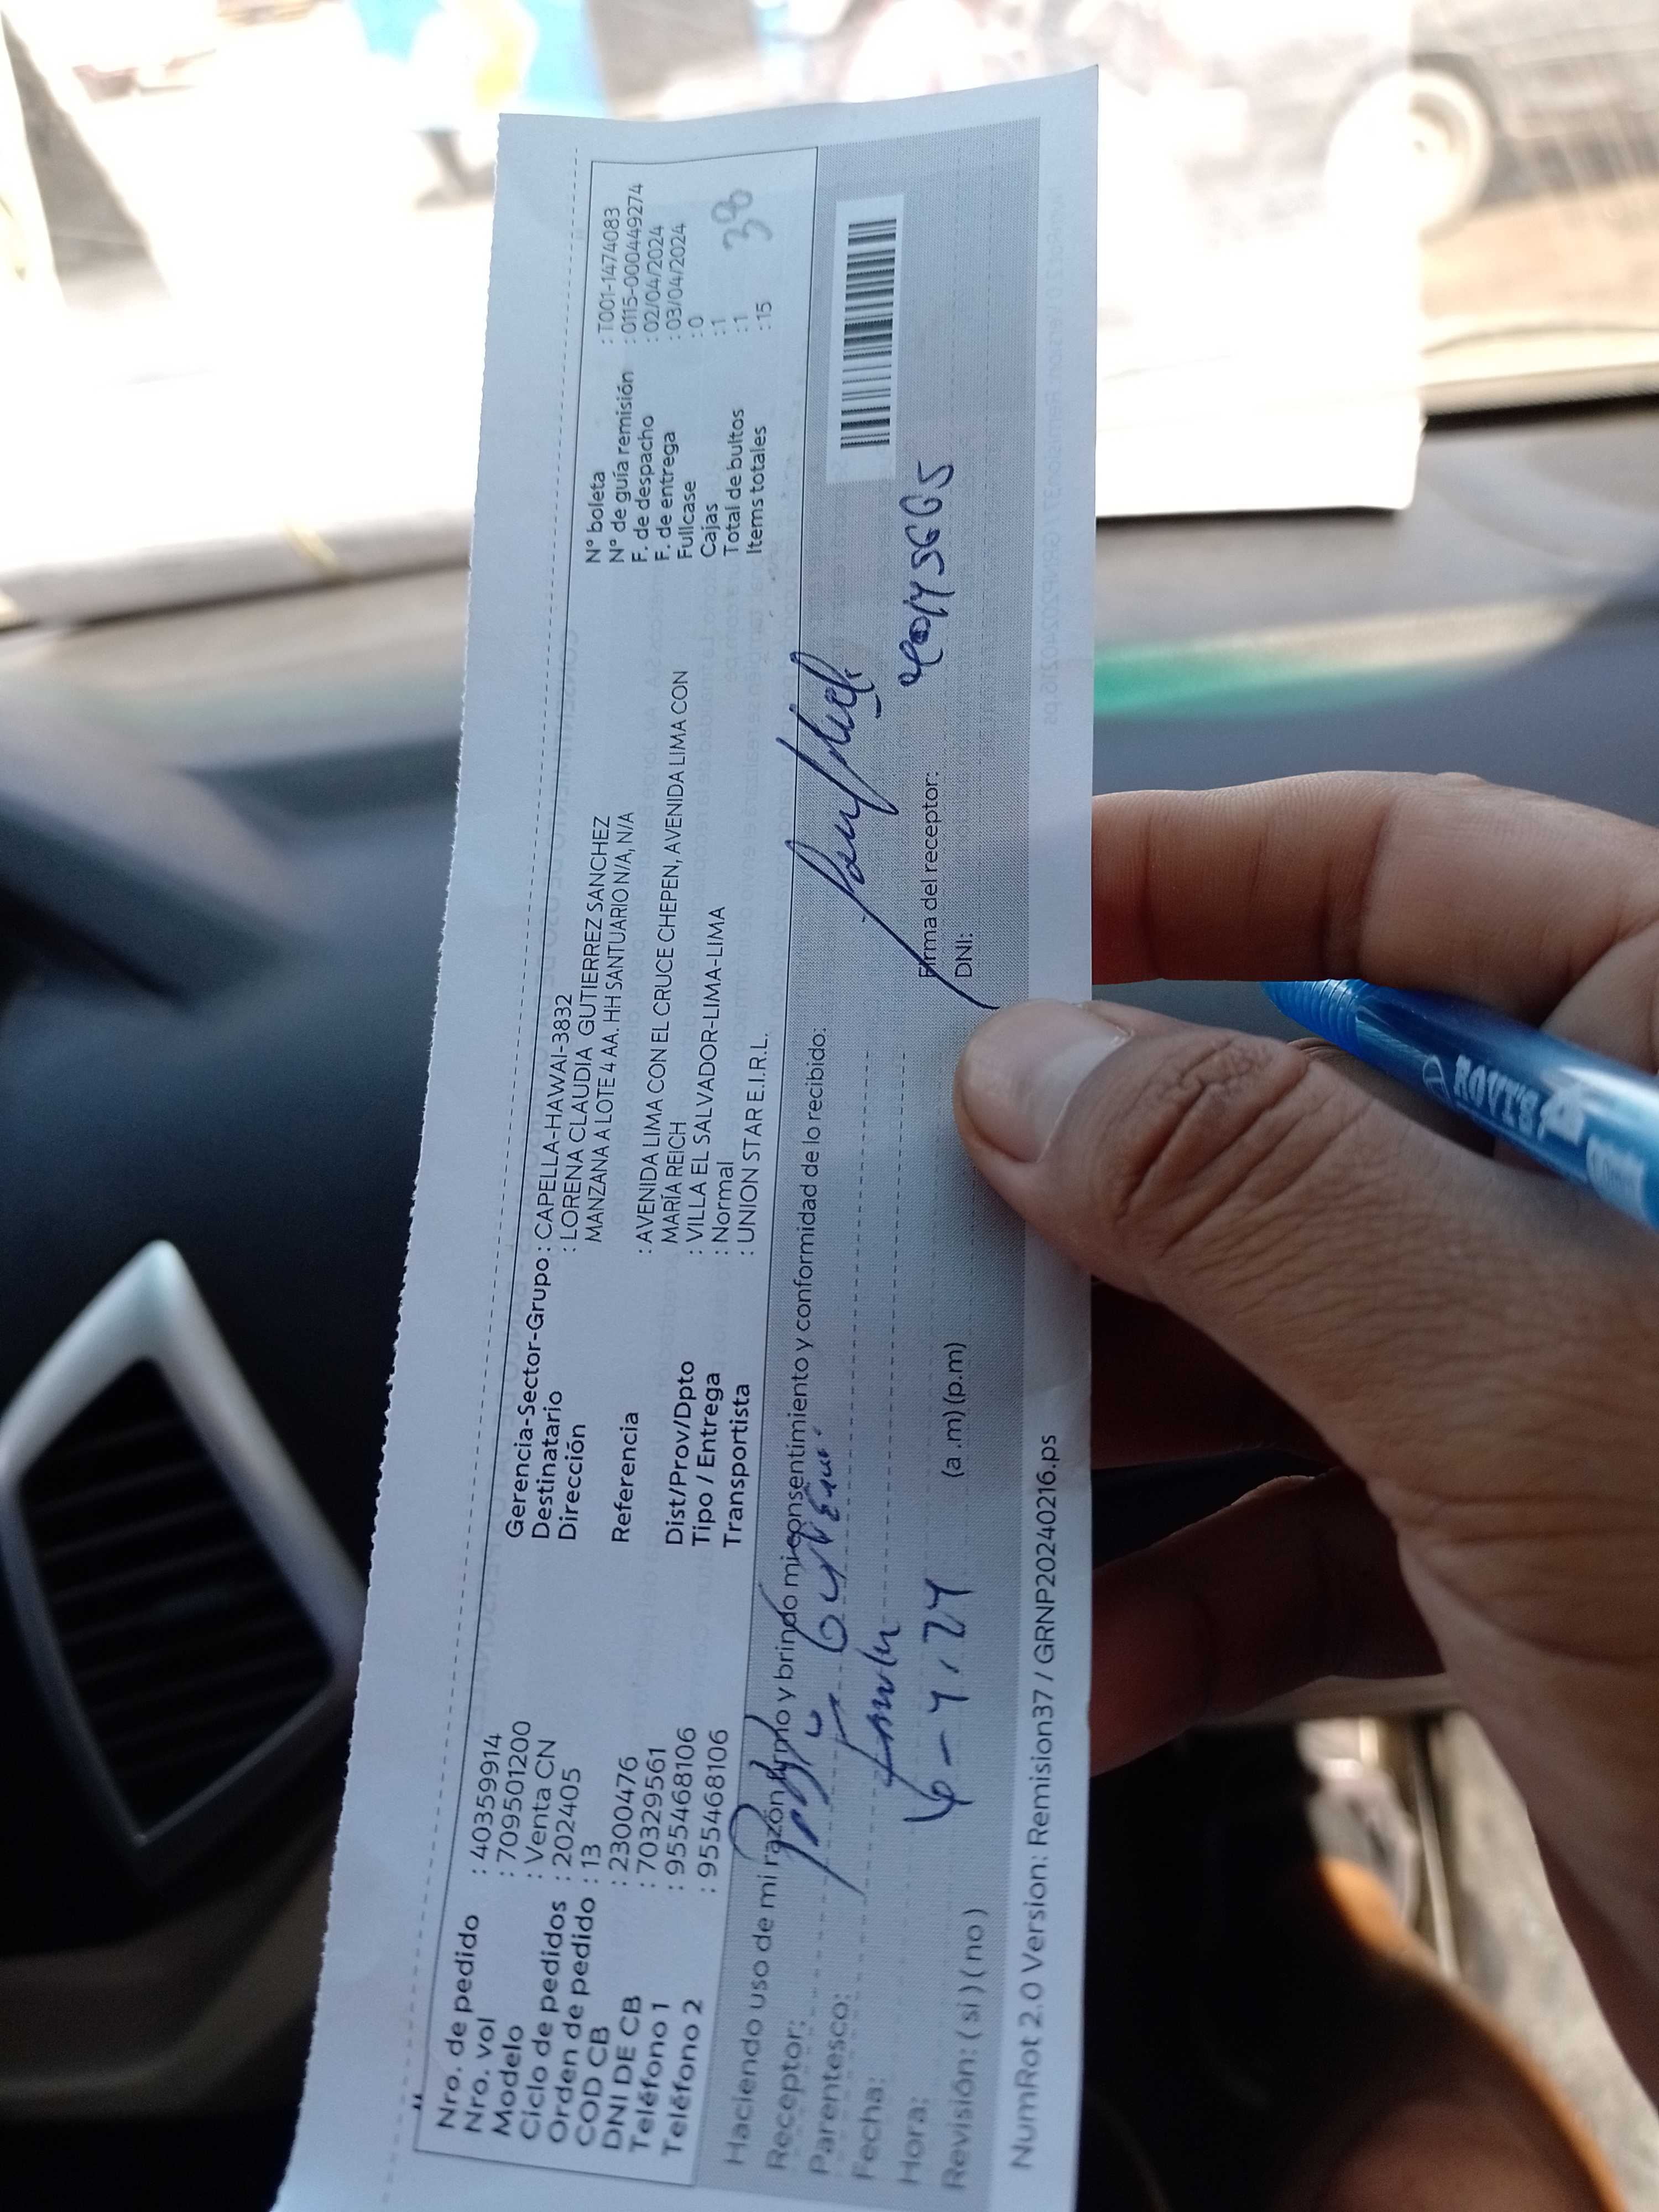 Nro. de pedido : 40359914
Nro. vol : 709501200
Modelo : Venta CN
Ciclo de pedidos : 202405
Orden de pedido : 13
COD CB : 2300476
DNI DE CB : 70329561
Teléfono 1 : 955468106
Teléfono 2 : 955468106
Gerencia-Sector-Grupo : CAPELLA-HAWAI-3832
Destinatario : LORENA CLAUDIA GUTIERREZ SANCHEZ
Dirección MANZANA A LOTE 4 AA. HH SANTUARIO N/A, N/A
Referencia : AVENIDA LIMA CON EL CRUCE CHEPEN, AVENIDA LIMA CON
MARÍA REICH
Dist/Prov/Dpto : VILLA EL SALVADOR-LIMA-LIMA
Tipo / Entrega : Normal
Transportista : UNION STAR E.I.R.L.
N° boleta : T001-1474083
N° de guía remisión : 0115-0004449274
F. de despacho : 02/04/2024
F. de entrega : 03/04/2024
Fullcase : 0
Cajas : 1
Total de bultos : 1
Items totales : 15
38
Haciendo uso de mi razón firmo y brindo mi consentimiento y conformidad de lo recibido:
Receptor:
Parentesco:
Fecha: 6-4-24
Hora: (a.m) (p.m)
Revisión: ( si ) ( no )
Firma del receptor:
DNI:
NumRot 2.0 Version: Remision37 / GRNP20240216.ps